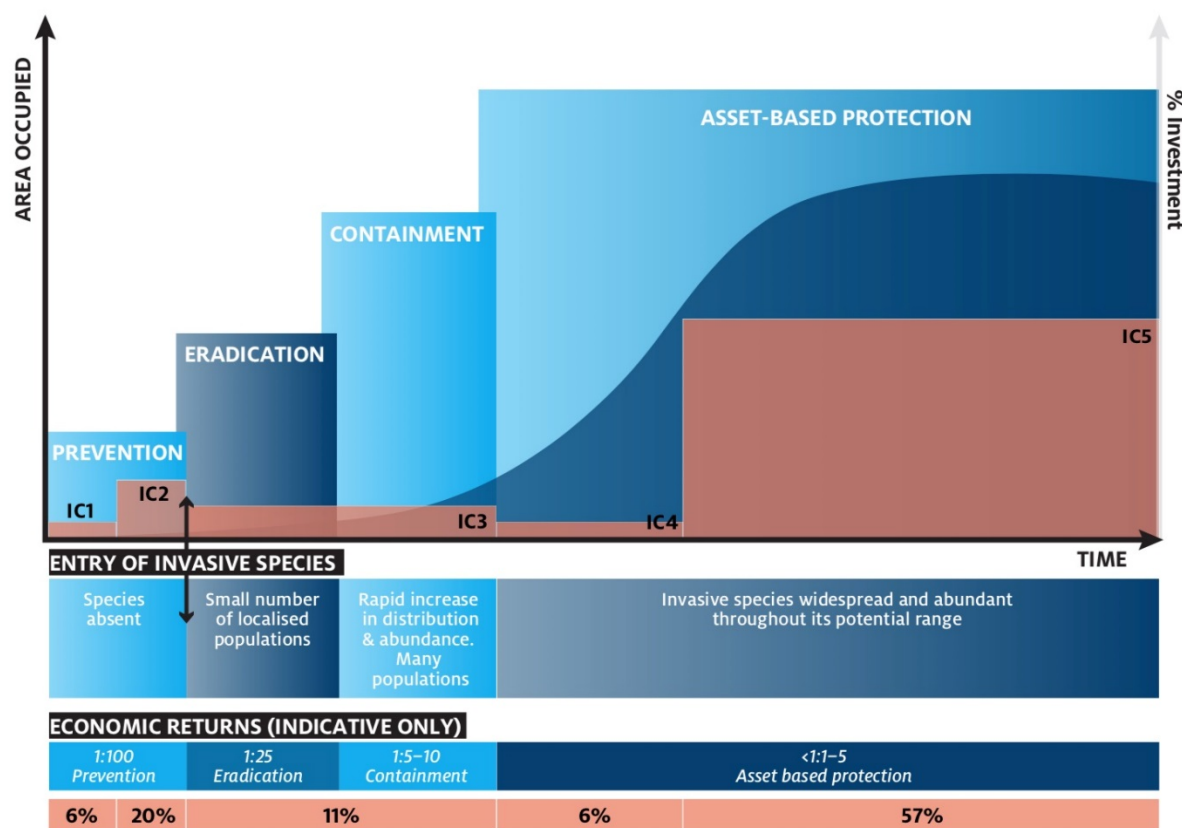 AREA OCCUPIED
% Investment
ASSET-BASED PROTECTION
CONTAINMENT
ERADICATION
PREVENTION
IC1
IC2
IC3
IC4
IC5
TIME
ENTRY OF INVASIVE SPECIES
Species
absent
Small number
of localised
populations
Rapid increase
in distribution
& abundance.
Many
populations
Invasive species widespread and abundant
throughout its potential range
ECONOMIC RETURNS (INDICATIVE ONLY)
1:100
Prevention
1:25
Eradication
1:5–10
Containment
<1:1–5
Asset based protection
6%
20%
11%
6%
57%